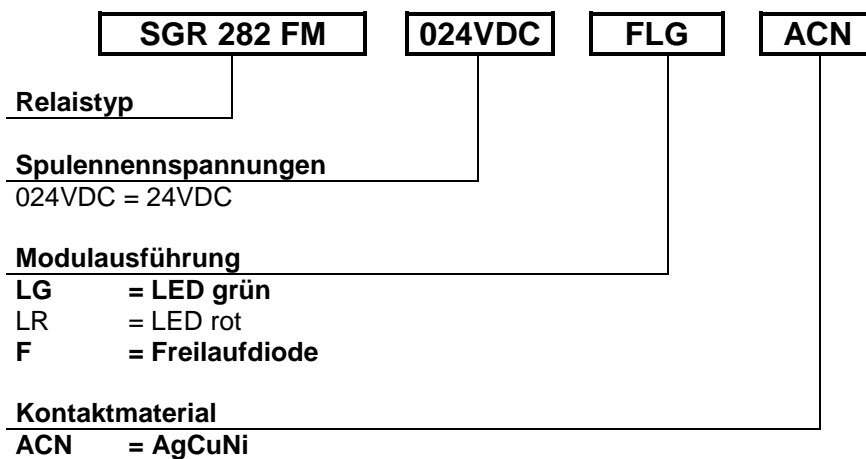 SGR 282 FM 024VDC FLG ACN
Relaistyp
Spulennennspannungen
024VDC = 24VDC
Modulausführung
LG = LED grün
LR = LED rot
F = Freilaufdiode
Kontaktmaterial
ACN = AgCuNi